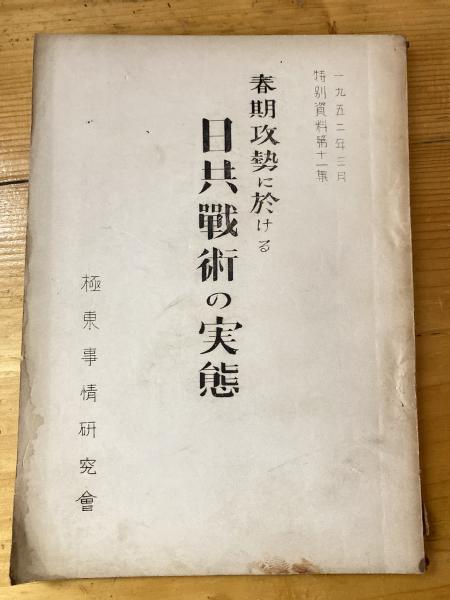 一九五二年三月
特別資料第十一集
春期攻勢に於ける
日共戰術の実態
極東事情研究會